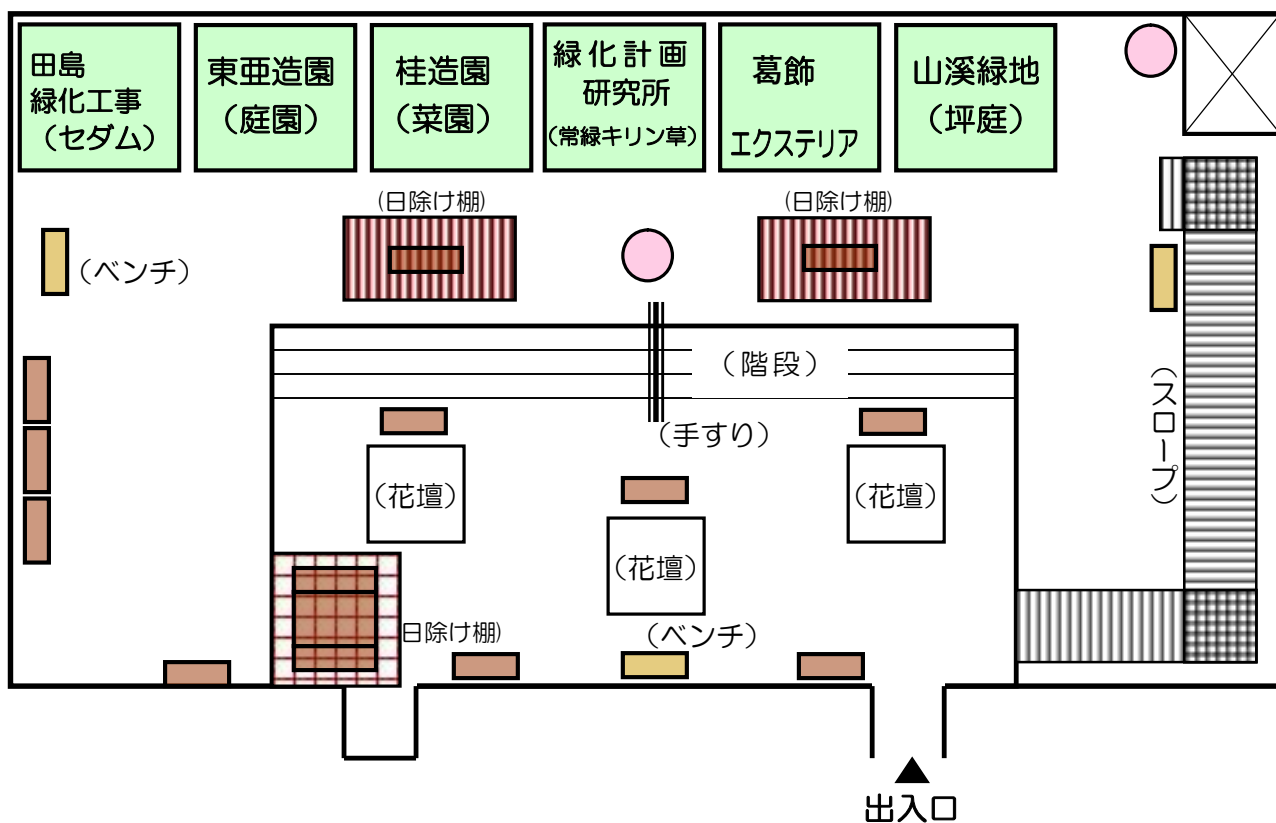 田島
緑化工事
（セダム）
東亜造園
（庭園）
桂造園
（菜園）
緑化計画
研究所
（常緑キリン草）
葛飾
エクステリア
山溪緑地
（坪庭）
（日除け棚）
（日除け棚）
（ベンチ）
（階段）
（スロープ）
（手すり）
（花壇）
（花壇）
（花壇）
日除け棚）
（ベンチ）
出入口